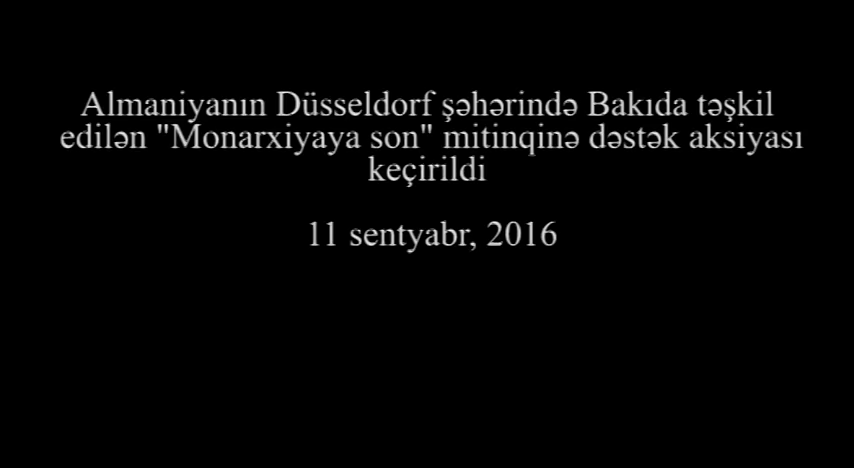 Almaniyanın Düsseldorf şəhərində Bakıda təşkil
edilən "Monarxiyaya son" mitinqinə dəstək aksiyası
keçirildi
11 sentyabr, 2016